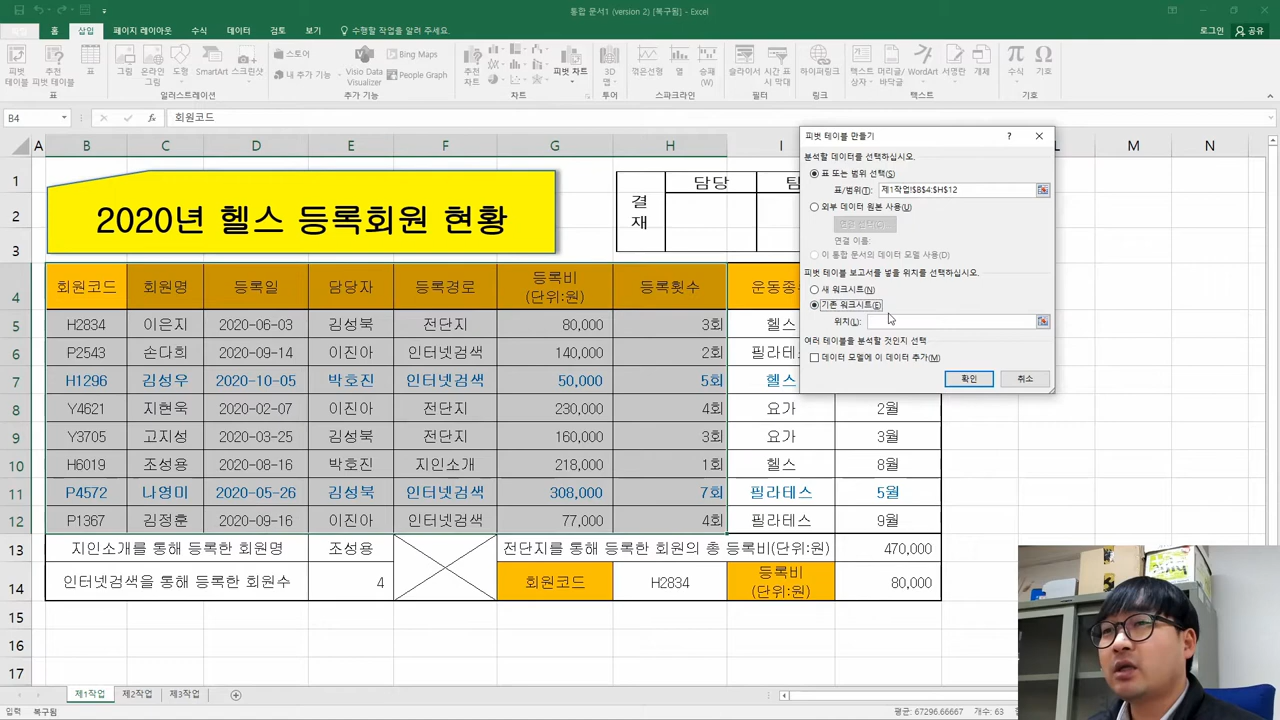 통합 문서1 (version 2) [복구됨] - Excel
홈 삽입 페이지 레이아웃 수식 데이터 검토 보기 수행할 작업을 알려 주세요. 로그인 공유
피벗 테이블 추천 피벗 테이블 표 그림 온라인 그림 도형 SmartArt 스크린샷 스토어 내 추가 기능 Visio Data Visualizer Bing Maps People Graph 추천 차트 피벗 차트 3D 맵 꺾은선형 열 승패 슬라이서 시간 표시 막대 하이퍼링크 텍스트 상자 머리글/바닥글 WordArt 서명란 개체 수식 기호
표 일러스트레이션 추가 기능 차트 투어 스파크라인 필터 링크 텍스트 기호
B4 fx 회원코드
A B C D E F G H I L M N
2020년 헬스 등록회원 현황
결재 담당
회원코드 회원명 등록일 담당자 등록경로 등록비 (단위:원) 등록횟수
5 H2834 이은지 2020-06-03 김성북 전단지 80,000 3회 헬스
6 P2543 손다희 2020-09-14 이진아 인터넷검색 140,000 2회
7 H1296 김성우 2020-10-05 박호진 인터넷검색 50,000 5회 헬스
8 Y4621 지현욱 2020-02-07 이진아 전단지 230,000 4회 요가 2월
9 Y3705 고지성 2020-03-25 김성북 전단지 160,000 3회 요가 3월
10 H6019 조성용 2020-08-16 박호진 지인소개 218,000 1회 헬스 8월
11 P4572 나영미 2020-05-26 김성북 인터넷검색 308,000 7회 필라테스 5월
12 P1367 김정훈 2020-09-16 이진아 인터넷검색 77,000 4회 필라테스 9월
13 지인소개를 통해 등록한 회원명 조성용 전단지를 통해 등록한 회원의 총 등록비(단위:원) 470,000
14 인터넷검색을 통해 등록한 회원수 4 회원코드 H2834 등록비 (단위:원) 80,000
15
16
17
피벗 테이블 만들기 ?
분석할 데이터를 선택하십시오.
표 또는 범위 선택(S)
표/범위(T): 제1작업!$B$4:$H$12
외부 데이터 원본 사용(U)
연결 선택(C)...
연결 이름:
이 통합 문서의 데이터 모델 사용(D)
피벗 테이블 보고서를 넣을 위치를 선택하십시오.
새 워크시트(N)
기존 워크시트(E)
위치(L):
여러 테이블을 분석할 것인지 선택
데이터 모델에 이 데이터 추가(M)
확인 취소
제1작업 제2작업 제3작업
입력 복구됨 평균: 67296.66667 개수: 63